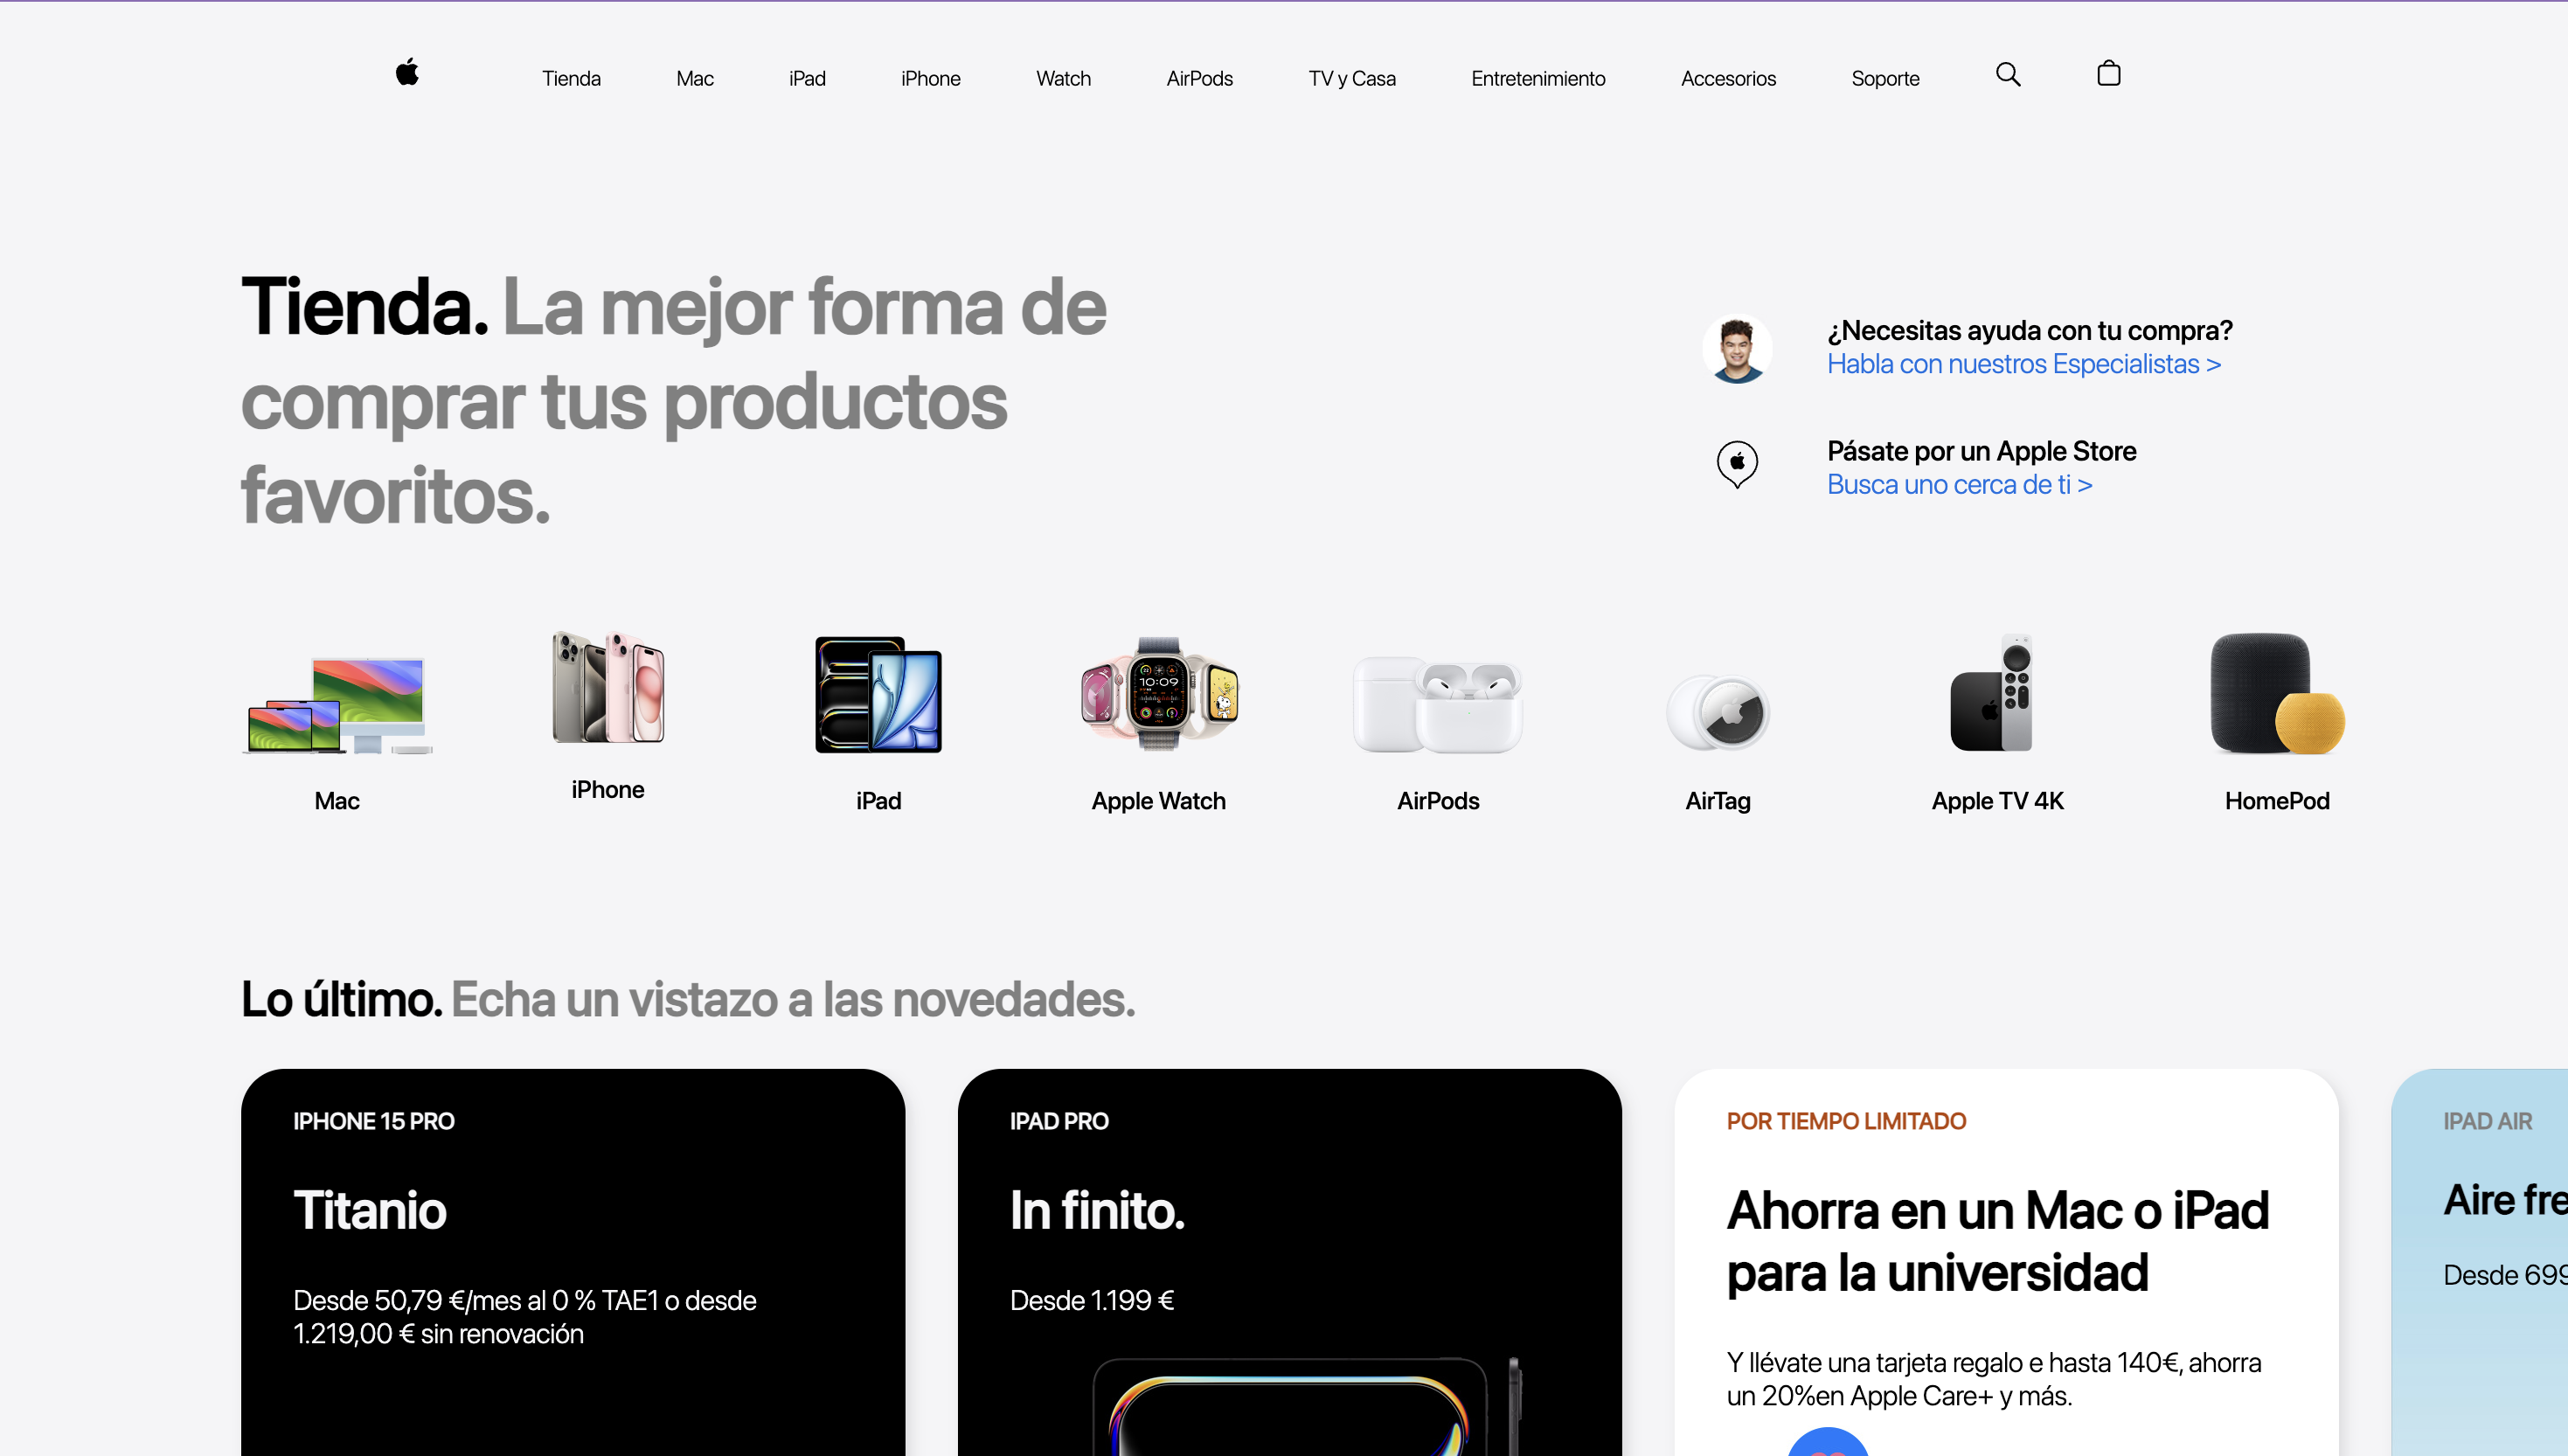 Tienda Mac iPad iPhone Watch AirPods TV y Casa Entretenimiento Accesorios Soporte
Tienda. La mejor forma de
comprar tus productos
favoritos.
¿Necesitas ayuda con tu compra?
Habla con nuestros Especialistas >
Pásate por un Apple Store
Busca uno cerca de ti >
10:09
Mac
iPhone
iPad
Apple Watch
AirPods
AirTag
Apple TV 4K
HomePod
Lo último. Echa un vistazo a las novedades.
IPHONE 15 PRO
Titanio
Desde 50,79 €/mes al 0 % TAE1 o desde
1.219,00 € sin renovación
IPAD PRO
In finito.
Desde 1.199 €
POR TIEMPO LIMITADO
Ahorra en un Mac o iPad
para la universidad
Y llévate una tarjeta regalo e hasta 140€, ahorra
un 20%en Apple Care+ y más.
IPAD AIR
Aire fre
Desde 699